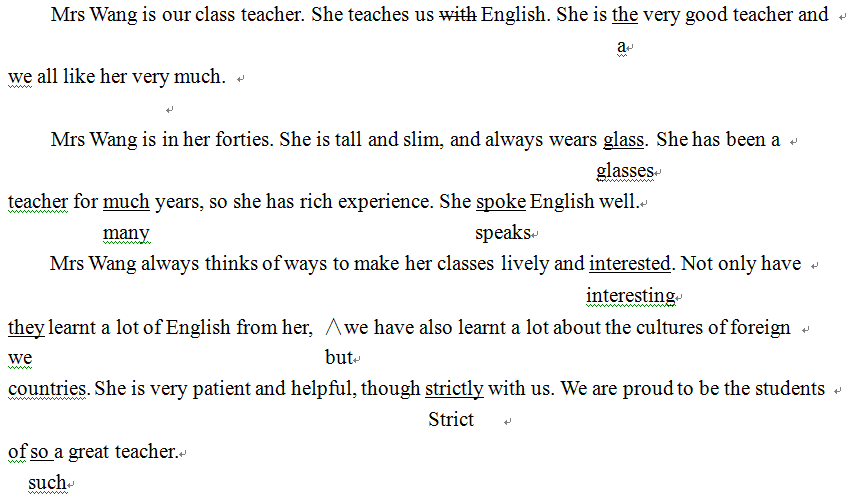 Mrs Wang is our class teacher. She teaches us with English. She is the very good teacher and
a
we all like her very much.
Mrs Wang is in her forties. She is tall and slim, and always wears glass. She has been a
glasses
teacher for much years, so she has rich experience. She spoke English well.
many speaks
Mrs Wang always thinks of ways to make her classes lively and interested. Not only have
interesting
they learnt a lot of English from her, ∧we have also learnt a lot about the cultures of foreign
we but
countries. She is very patient and helpful, though strictly with us. We are proud to be the students
Strict
of so a great teacher.
such